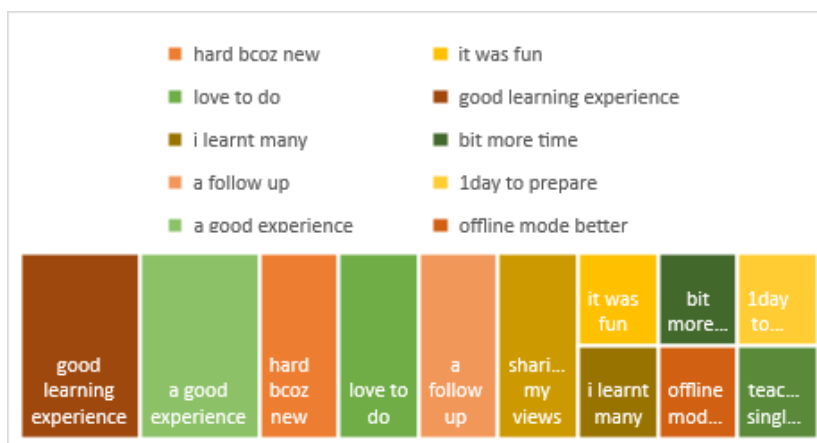 hard bcoz new
it was fun
love to do
good learning experience
i learnt many
bit more time
a follow up
1day to prepare
a good experience
offline mode better
good
learning
experience
a good
experience
hard
bcoz
new
love to
do
a
follow
up
shari...
my
views
it was
fun
i learnt
many
bit
more...
offline
mod...
1day
to...
teac...
singl...